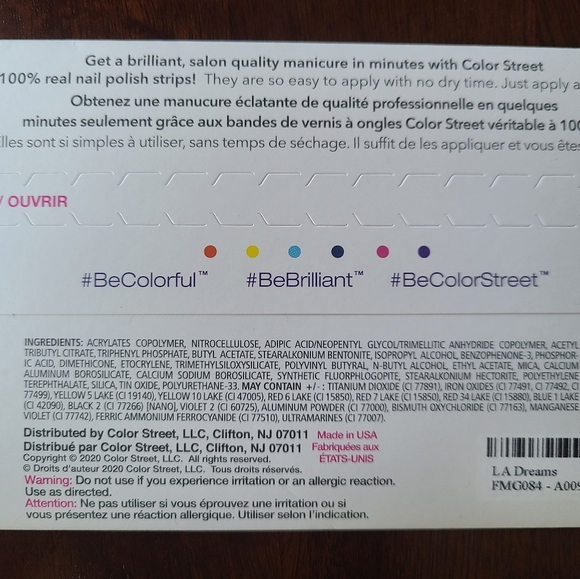 Get a brilliant, salon quality manicure in minutes with Color Street
100% real nail polish strips! They are so easy to apply with no dry time. Just apply a
Obtenez une manucure éclatante de qualité professionnelle en quelques
minutes seulement grâce aux bandes de vernis à ongles Color Street véritable à 100
Elles sont si simples à utiliser, sans temps de séchage. Il suffit de les appliquer et vous êtes
/ OUVRIR
#BeColorful™ #BeBrilliant™ #BeColorStreet™
INGREDIENTS: ACRYLATES COPOLYMER, NITROCELLULOSE, ADIPIC ACID/NEOPENTYL GLYCOL/TRIMELLITIC ANHYDRIDE COPOLYMER, ACETYL
TRIBUTYL CITRATE, TRIPHENYL PHOSPHATE, BUTYL ACETATE, STEARALKONIUM BENTONITE, ISOPROPYL ALCOHOL, BENZOPHENONE-3, PHOSPHOR-
IC ACID, DIMETHICONE, ETOCRYLENE, TRIMETHYLSILOXYSILICATE, POLYVINYL BUTYRAL, N-BUTYL ALCOHOL, ETHYL ACETATE, MICA, CALCIUM
ALUMINUM BOROSILICATE, CALCIUM SODIUM BOROSILICATE, SYNTHETIC FLUORPHLOGOPITE, STEARALKONIUM HECTORITE, POLYETHYLENE
TEREPHTHALATE, SILICA, TIN OXIDE, POLYURETHANE-33. MAY CONTAIN +/- : TITANIUM DIOXIDE (CI 77891), IRON OXIDES (CI 77491, CI 77492, CI
77499), YELLOW 5 LAKE (CI 19140), YELLOW 10 LAKE (CI 47005), RED 6 LAKE (CI 15850), RED 7 LAKE (CI 15850), RED 34 LAKE (CI 15880), BLUE 1 LAKE
(CI 42090), BLACK 2 (CI 77266) [NANO], VIOLET 2 (CI 60725), ALUMINUM POWDER (CI 77000), BISMUTH OXYCHLORIDE (CI 77163), MANGANESE
VIOLET (CI 77742), FERRIC AMMONIUM FERROCYANIDE (CI 77510), ULTRAMARINES (CI 77007).
Distributed by Color Street, LLC, Clifton, NJ 07011 Made in USA
Distribué par Color Street, LLC, Clifton, NJ 07011 Fabriquées aux
Copyright © 2020 Color Street, LLC. All rights reserved. ÉTATS-UNIS
© Droits d'auteur 2020 Color Street, LLC. Tous droits réservés.
Warning: Do not use if you experience irritation or an allergic reaction.
Use as directed.
Attention: Ne pas utiliser si vous éprouvez une irritation ou si
vous présentez une réaction allergique. Utiliser selon l'indication.
LA Dreams
FMG084 - A009